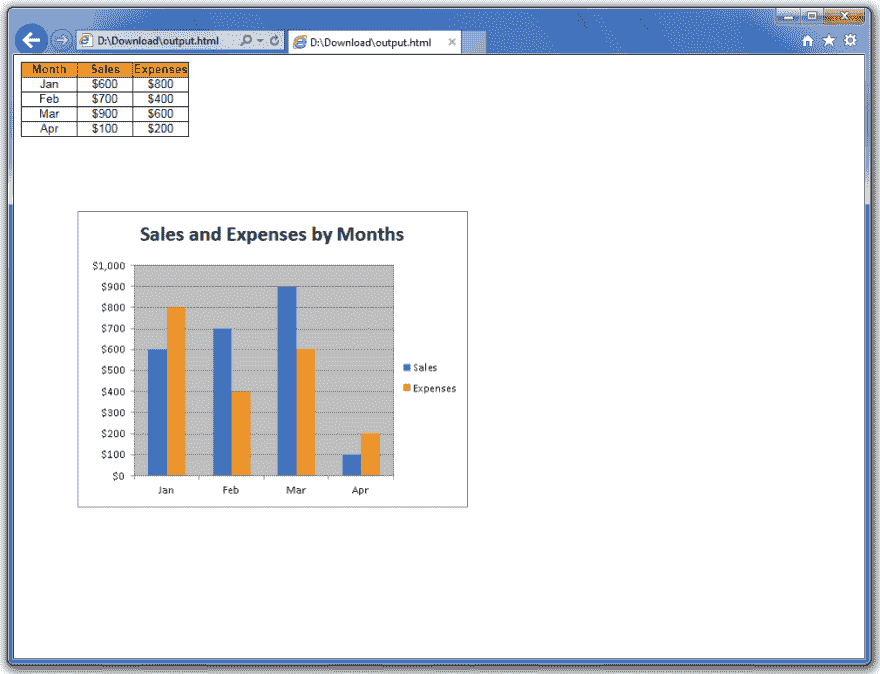 D:\Download\output.html
D:\Download\output.html
Month Sales Expenses
Jan $600 $800
Feb $700 $400
Mar $900 $600
Apr $100 $200
Sales and Expenses by Months
$1,000
$900
$800
$700
$600
$500
$400
$300
$200
$100
$0
Jan Feb Mar Apr
Sales
Expenses